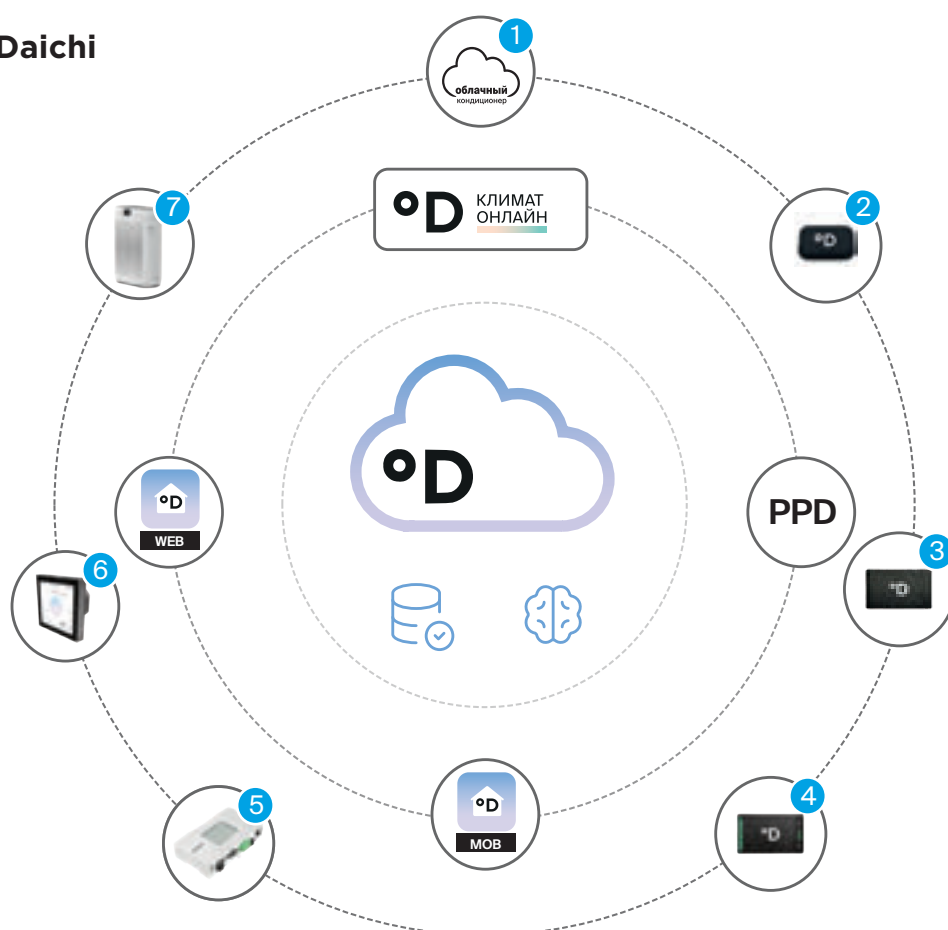 Daichi
1
облачный
кондиционер
7
°D
КЛИМАТ
ОНЛАЙН
2
°D
°D
°D
WEB
PPD
3
°D
6
5
°D
MOB
4
°D